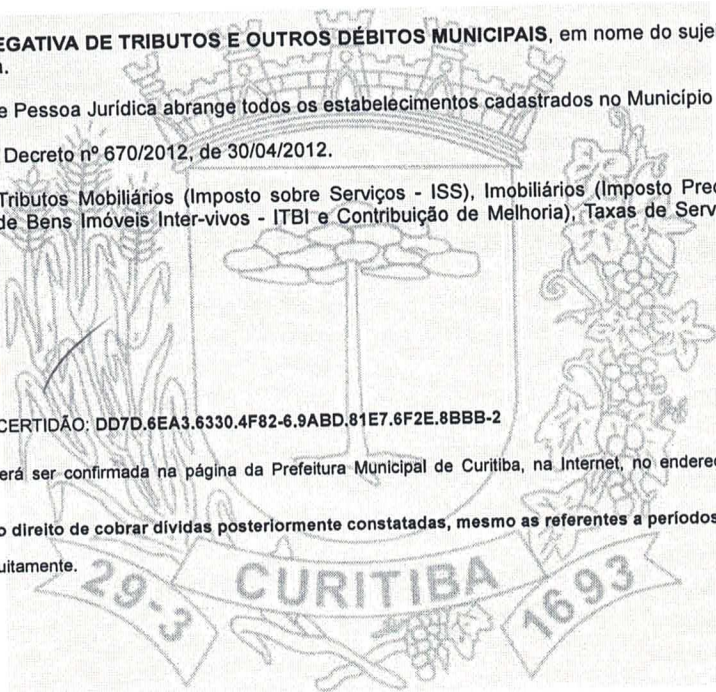 EGATIVA DE TRIBUTOS E OUTROS DÉBITOS MUNICIPAIS, em nome do suje
e Pessoa Jurídica abrange todos os estabelecimentos cadastrados no Município
Decreto nº 670/2012, de 30/04/2012.
Tributos Mobiliários (Imposto sobre Serviços - ISS), Imobiliários (Imposto Pred
de Bens Imóveis Inter-vivos - ITBI e Contribuição de Melhoria), Taxas de Serv
CERTIDÃO: DD7D.6EA3.6330.4F82-6.9ABD.81E7.6F2E.8BBB-2
erá ser confirmada na página da Prefeitura Municipal de Curitiba, na Internet, no endere
o direito de cobrar dívidas posteriormente constatadas, mesmo as referentes a períodos
uitamente.
29-3 CURITIBA 1693